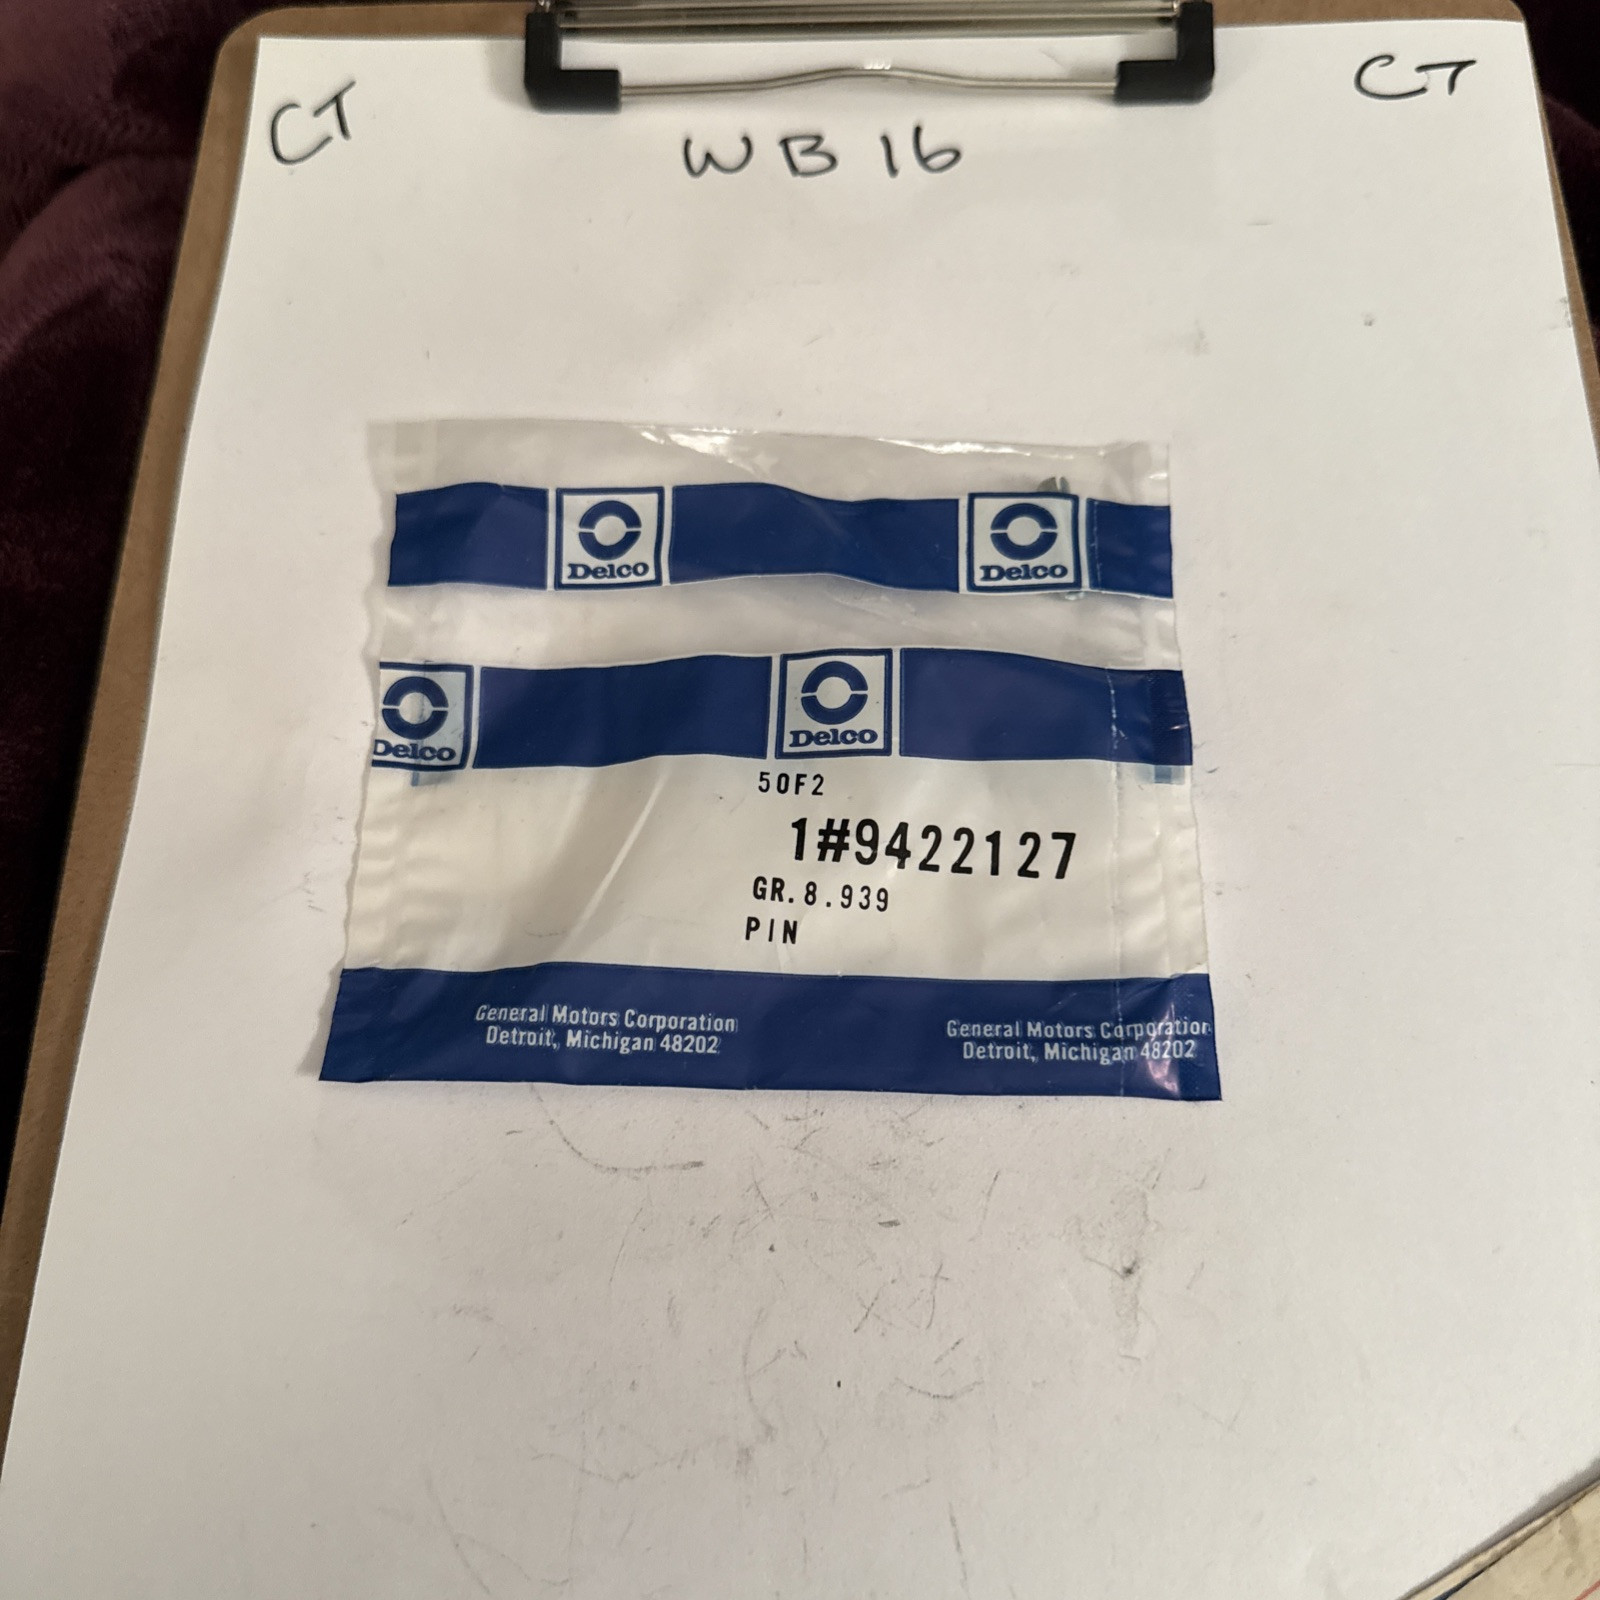 CT
CT
WB 16
Delco
Delco
Delco
Delco
50F2
1#9422127
GR. 8.939
PIN
General Motors Corporation
Detroit, Michigan 48202
General Motors Corporation
Detroit, Michigan 48202